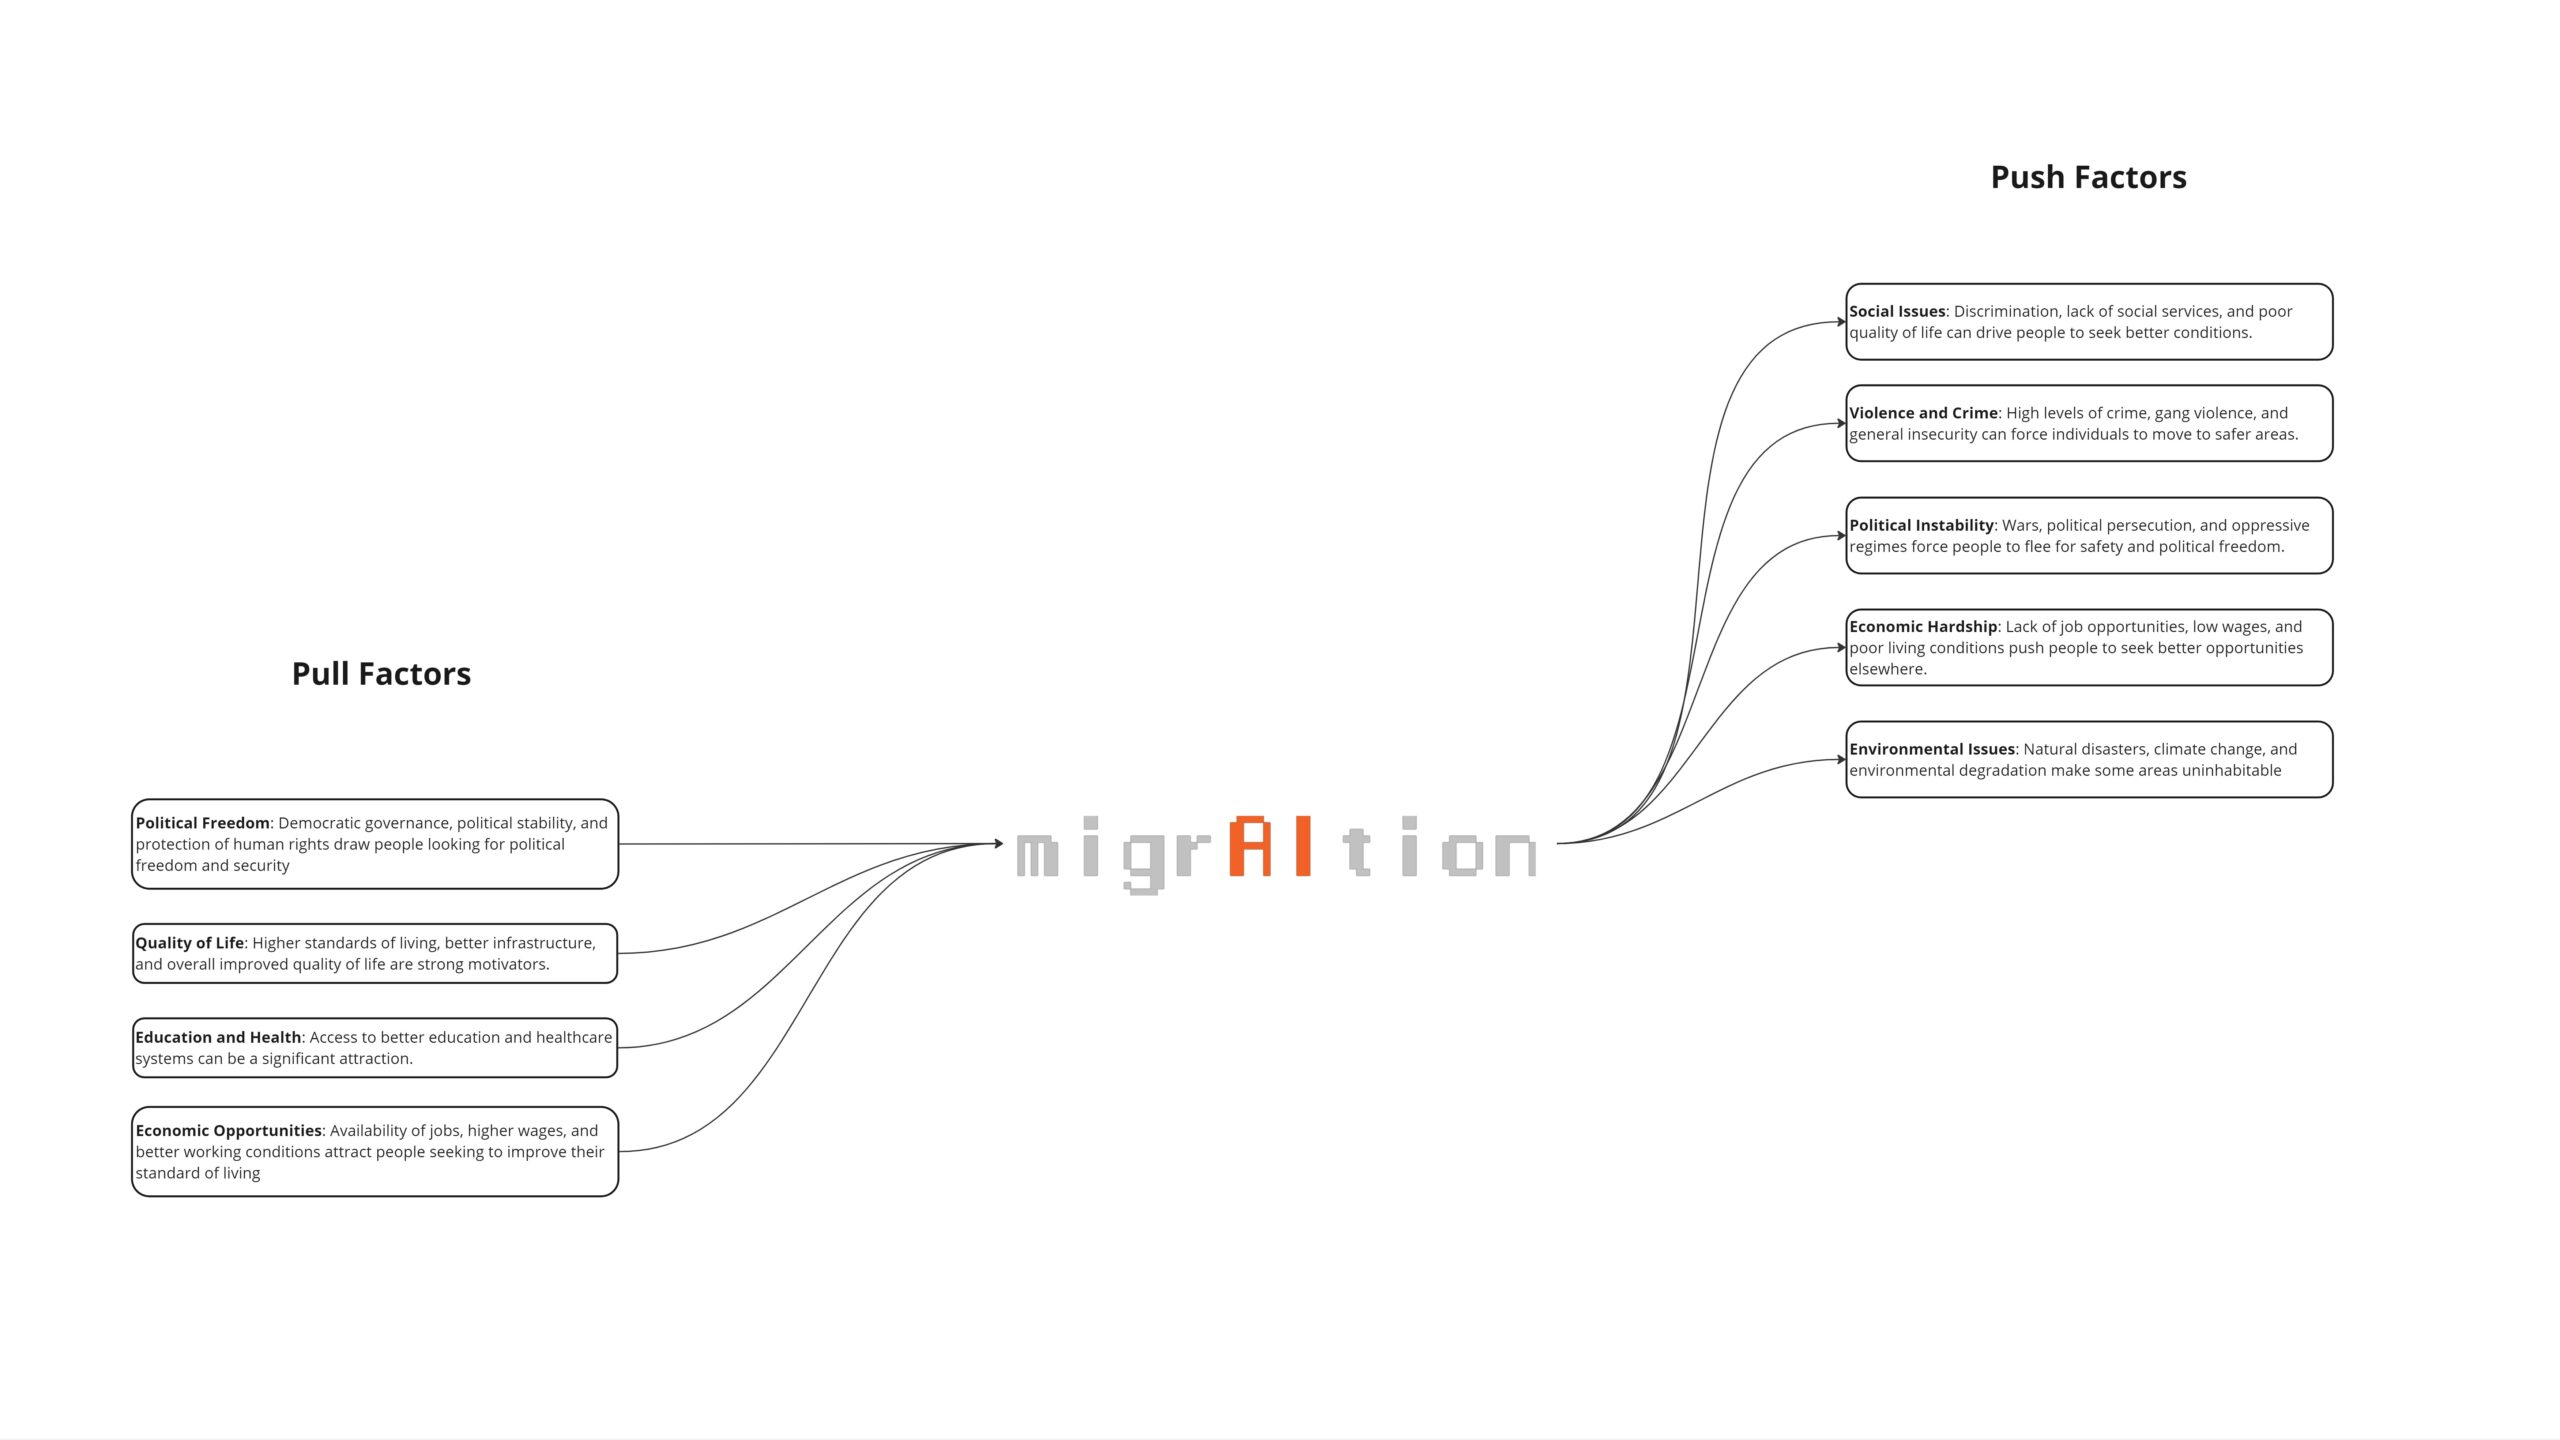 Push Factors
Social Issues: Discrimination, lack of social services, and poor
quality of life can drive people to seek better conditions.
Violence and Crime: High levels of crime, gang violence, and
general insecurity can force individuals to move to safer areas.
Political Instability: Wars, political persecution, and oppressive
regimes force people to flee for safety and political freedom.
Economic Hardship: Lack of job opportunities, low wages, and
poor living conditions push people to seek better opportunities
elsewhere.
Environmental Issues: Natural disasters, climate change, and
environmental degradation make some areas uninhabitable
Pull Factors
Political Freedom: Democratic governance, political stability, and
protection of human rights draw people looking for political
freedom and security
Quality of Life: Higher standards of living, better infrastructure,
and overall improved quality of life are strong motivators.
Education and Health: Access to better education and healthcare
systems can be a significant attraction.
Economic Opportunities: Availability of jobs, higher wages, and
better working conditions attract people seeking to improve their
standard of living
migrAItion